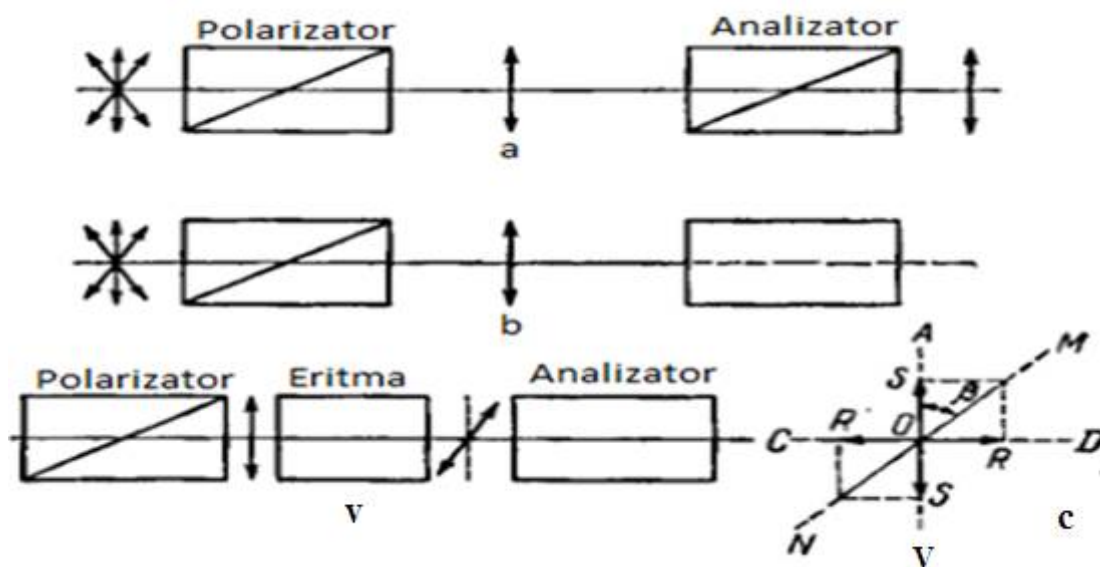 Polarizator Analizator
a
b
Polarizator Eritma Analizator
A M
S β
R O
C R D
S
N
v V c